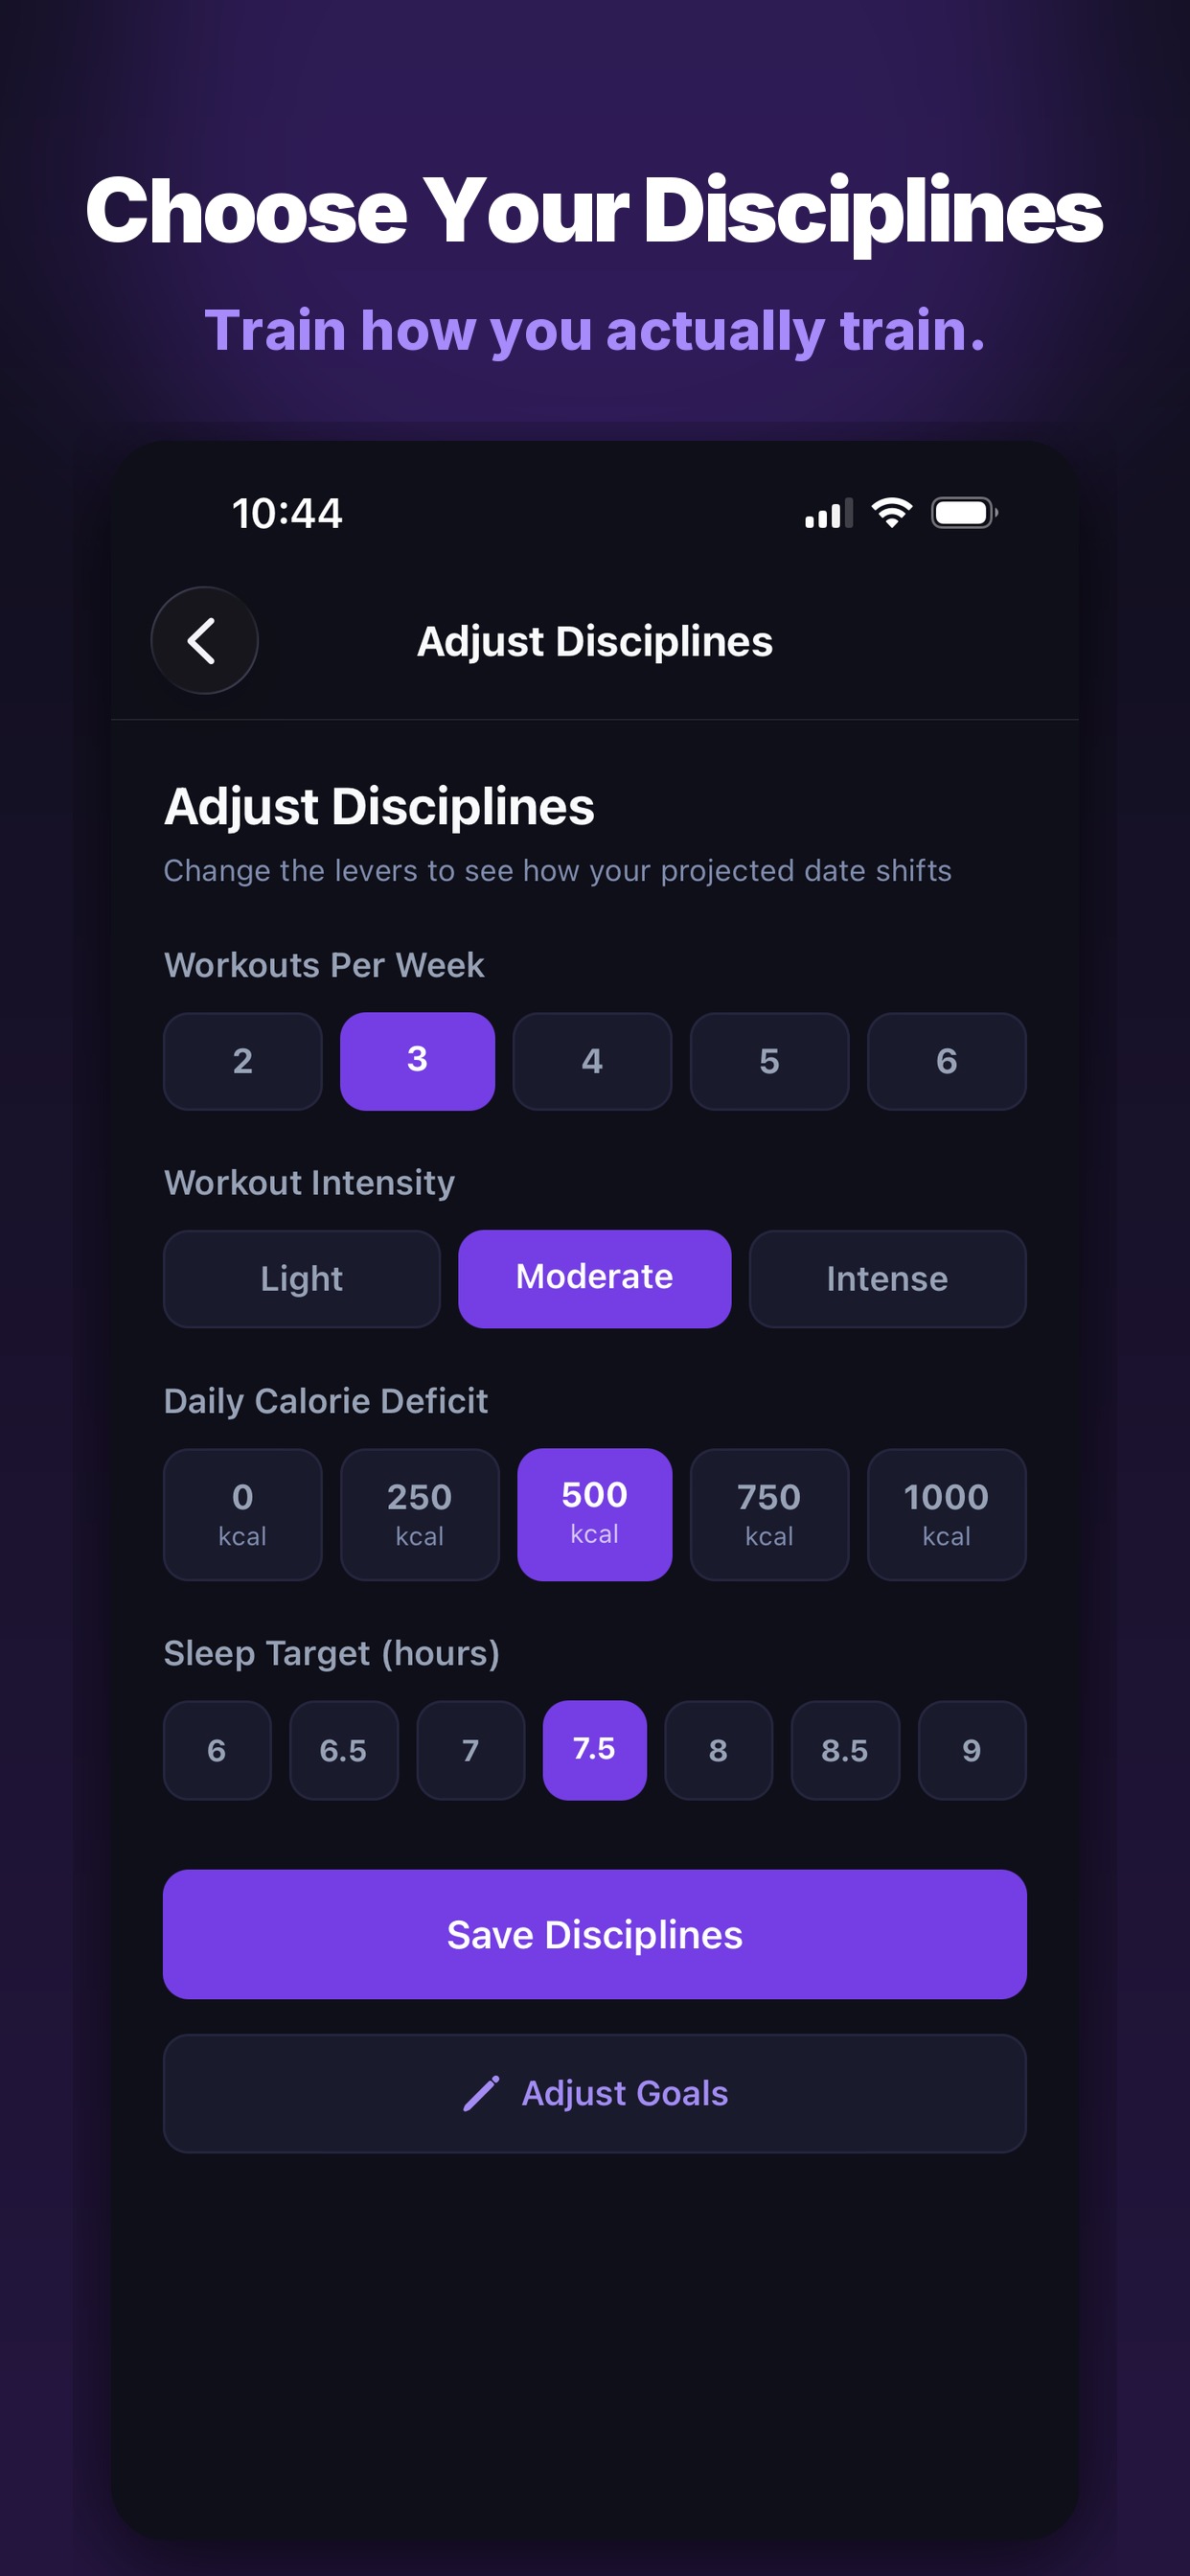 Choose Your Disciplines
Train how you actually train.
10:44
Adjust Disciplines
Adjust Disciplines
Change the levers to see how your projected date shifts
Workouts Per Week
2 3 4 5 6
Workout Intensity
Light Moderate Intense
Daily Calorie Deficit
0 250 500 750 1000
kcal kcal kcal kcal kcal
Sleep Target (hours)
6 6.5 7 7.5 8 8.5 9
Save Disciplines
Adjust Goals